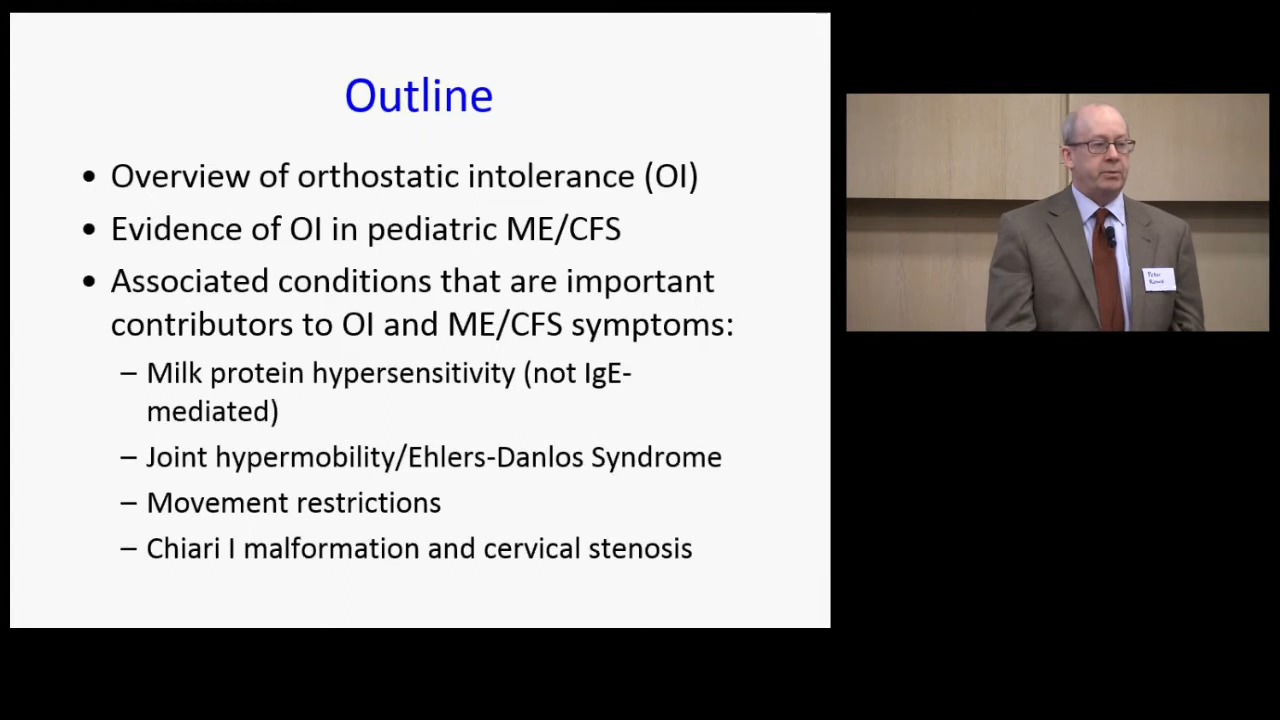 Outline
• Overview of orthostatic intolerance (OI)
• Evidence of OI in pediatric ME/CFS
• Associated conditions that are important
contributors to OI and ME/CFS symptoms:
– Milk protein hypersensitivity (not IgE-
mediated)
– Joint hypermobility/Ehlers-Danlos Syndrome
– Movement restrictions
– Chiari I malformation and cervical stenosis
Peter
Rowe